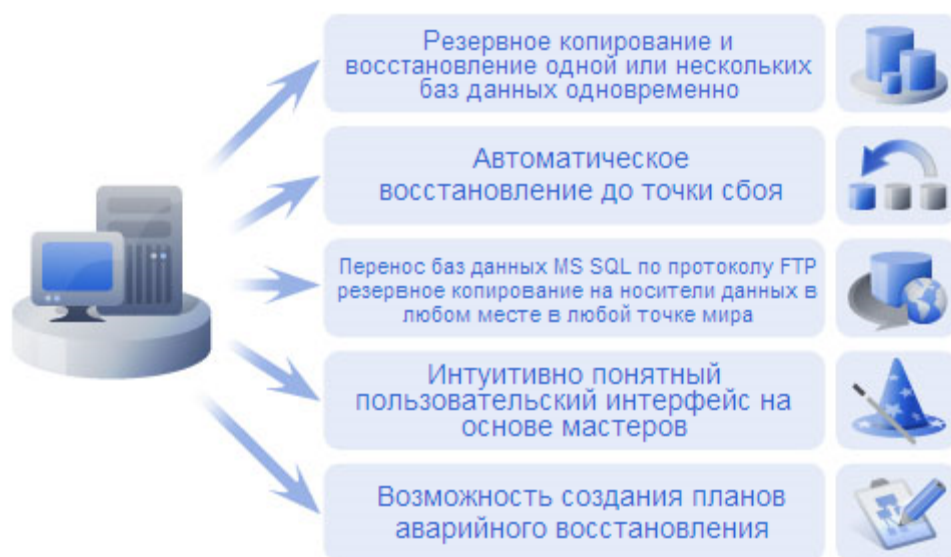 Резервное копирование и
восстановление одной или нескольких
баз данных одновременно
Автоматическое
восстановление до точки сбоя
Перенос баз данных MS SQL по протоколу FTP
резервное копирование на носители данных в
любом месте в любой точке мира
Интуитивно понятный
пользовательский интерфейс на
основе мастеров
Возможность создания планов
аварийного восстановления